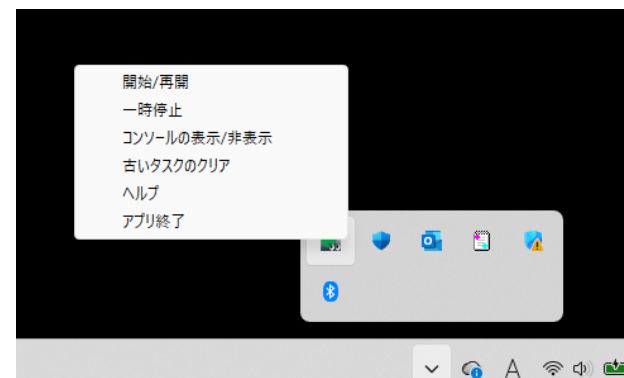 開始/再開
一時停止
コンソールの表示/非表示
古いタスクのクリア
ヘルプ
アプリ終了
A